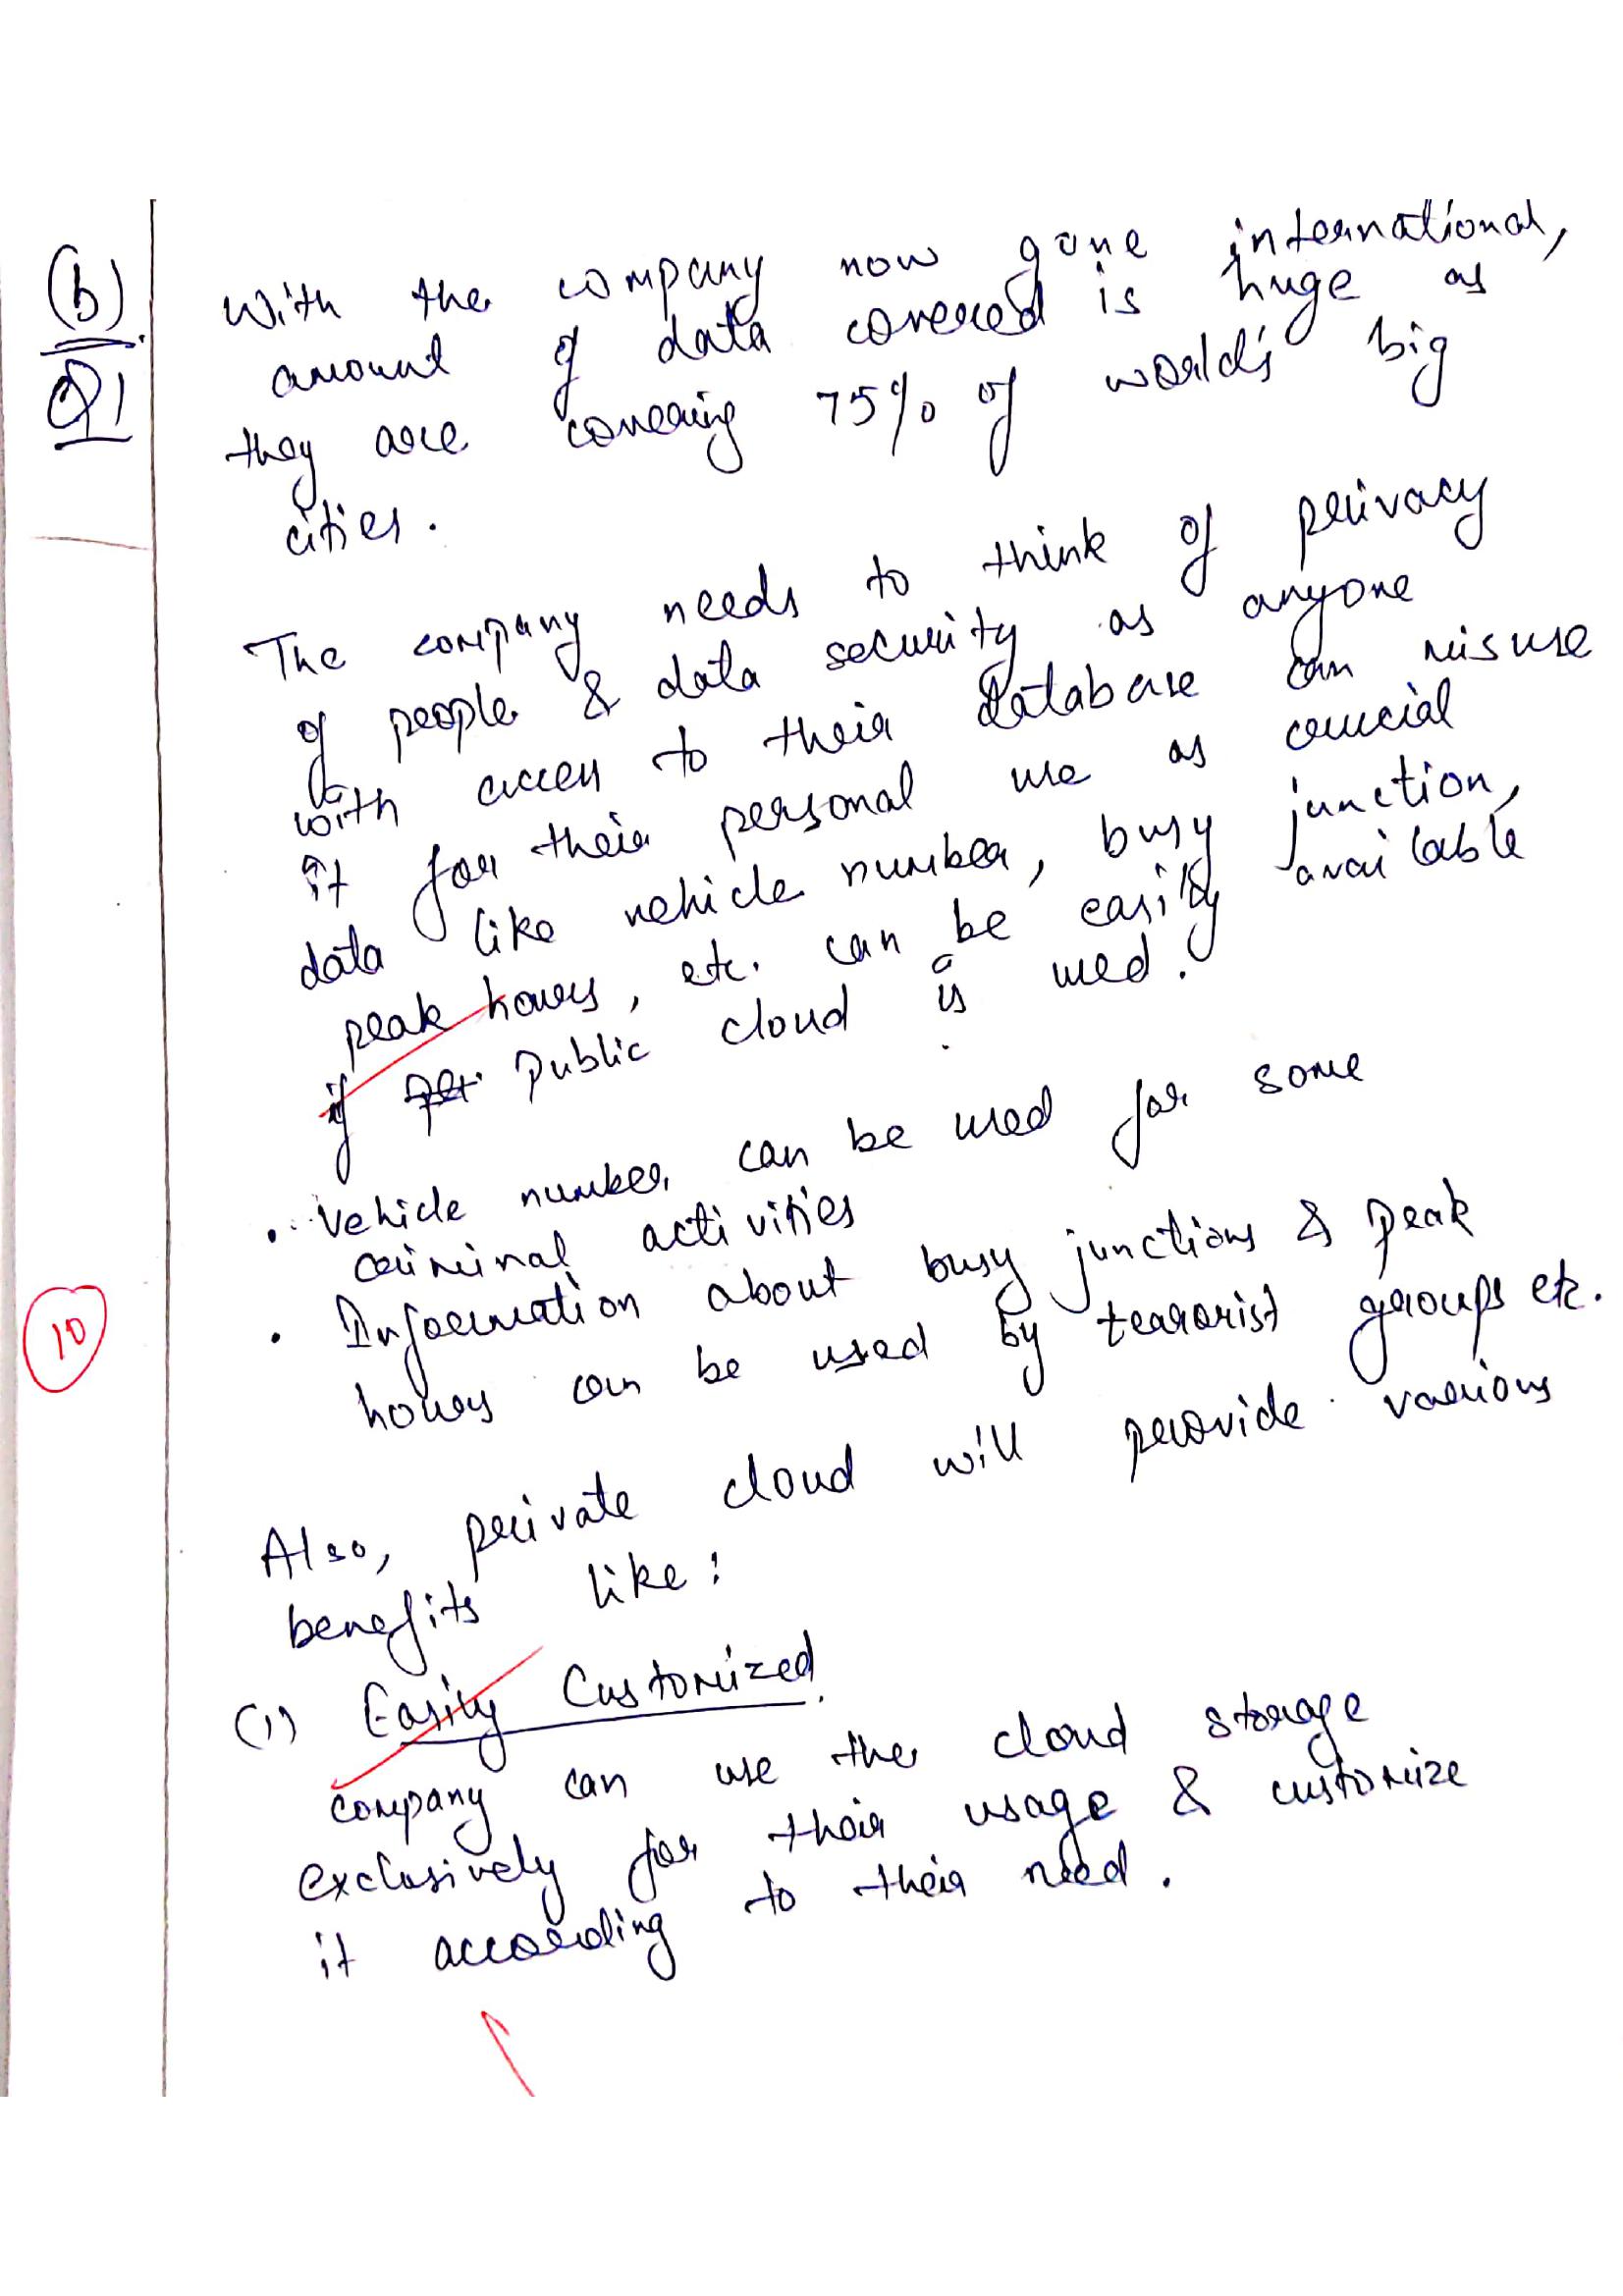 (b) With the company now gone international,
Q1 amount of data covered is huge as
they are covering 75% of world's big
cities.
The company needs to think of privacy
of people & data security as anyone
with access to their database can misuse
it for their personal use as crucial
data like vehicle number, busy junction,
peak hours, etc. can be easily available
if public cloud is used.
• Vehicle number can be used for some
criminal activities
• Information about busy junctions & peak
hours can be used by terrorist groups etc.
10
Also, private cloud will provide various
benefits like:
(1) Easily Customized.
company can use the cloud storage
exclusively for their usage & customize
it according to their need.